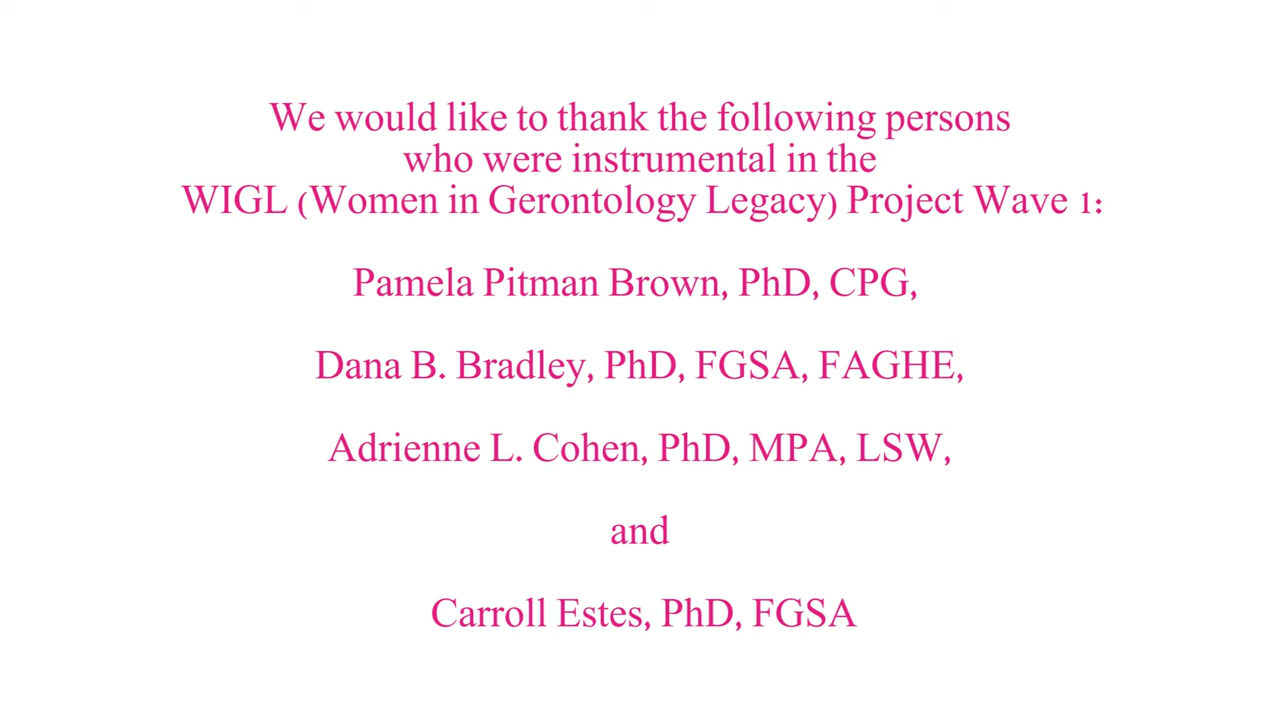 We would like to thank the following persons
who were instrumental in the
WIGL (Women in Gerontology Legacy) Project Wave 1:
Pamela Pitman Brown, PhD, CPG,
Dana B. Bradley, PhD, FGSA, FAGHE,
Adrienne L. Cohen, PhD, MPA, LSW,
and
Carroll Estes, PhD, FGSA